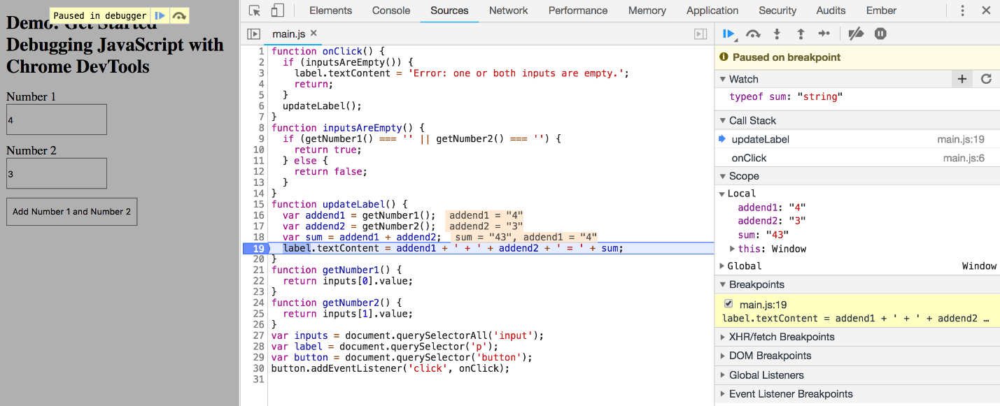 Paused in debugger
Demo: Get Started
Debugging JavaScript with
Chrome DevTools
Number 1
4
Number 2
3
Add Number 1 and Number 2
Elements Console Sources Network Performance Memory Application Security Audits Ember
main.js
1 function onClick() {
2 if (inputsAreEmpty()) {
3 label.textContent = 'Error: one or both inputs are empty.';
4 return;
5 }
6 updateLabel();
7 }
8 function inputsAreEmpty() {
9 if (getNumber1() === '' || getNumber2() === '') {
10 return true;
11 } else {
12 return false;
13 }
14 }
15 function updateLabel() {
16 var addend1 = getNumber1(); addend1 = "4"
17 var addend2 = getNumber2(); addend2 = "3"
18 var sum = addend1 + addend2; sum = "43", addend1 = "4"
19 label.textContent = addend1 + ' + ' + addend2 + ' = ' + sum;
20 }
21 function getNumber1() {
22 return inputs[0].value;
23 }
24 function getNumber2() {
25 return inputs[1].value;
26 }
27 var inputs = document.querySelectorAll('input');
28 var label = document.querySelector('p');
29 var button = document.querySelector('button');
30 button.addEventListener('click', onClick);
31
Paused on breakpoint
Watch
typeof sum: "string"
Call Stack
updateLabel main.js:19
onClick main.js:6
Scope
Local
addend1: "4"
addend2: "3"
sum: "43"
this: Window
Global Window
Breakpoints
main.js:19
label.textContent = addend1 + ' + ' + addend2 …
XHR/fetch Breakpoints
DOM Breakpoints
Global Listeners
Event Listener Breakpoints